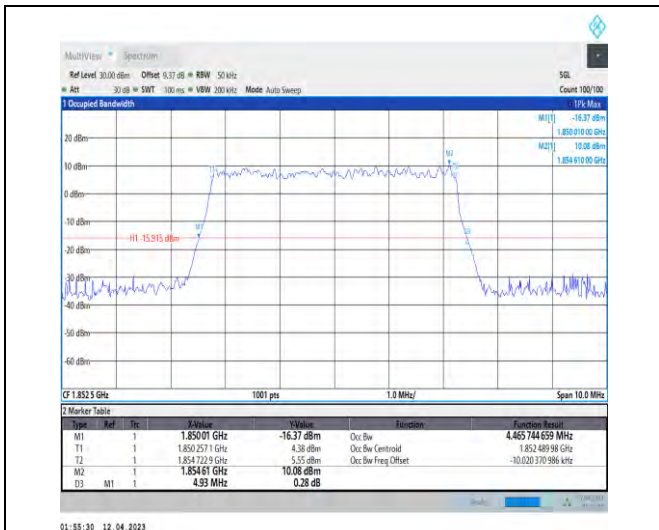 MultiView Spectrum
Ref Level 30.00 dBm Offset 9.37 dB RBW 50 kHz SGL
Att 30 dB SWT 100 ms VBW 200 kHz Mode Auto Sweep Count 100/100
1 Occupied Bandwidth 1Pk Max
M1[1] -16.37 dBm
1.850 010 00 GHz
M2[1] 10.08 dBm
1.854 610 00 GHz
20 dBm
M2
10 dBm
T1
0 dBm
-10 dBm
M1
H1 -15.915 dBm
D3
-20 dBm
-30 dBm
-40 dBm
-50 dBm
-60 dBm
CF 1.852 5 GHz 1001 pts 1.0 MHz/ Span 10.0 MHz
2 Marker Table
Type Ref Trc X-Value Y-Value Function Function Result
M1 1 1.850 01 GHz -16.37 dBm Occ Bw 4.465 744 659 MHz
T1 1 1.850 257 1 GHz 4.38 dBm Occ Bw Centroid 1.852 489 98 GHz
T2 1 1.854 722 9 GHz 5.55 dBm Occ Bw Freq Offset -10.020 370 986 kHz
M2 1 1.854 61 GHz 10.08 dBm
D3 M1 1 4.93 MHz 0.28 dB
01:55:30 12.04.2023